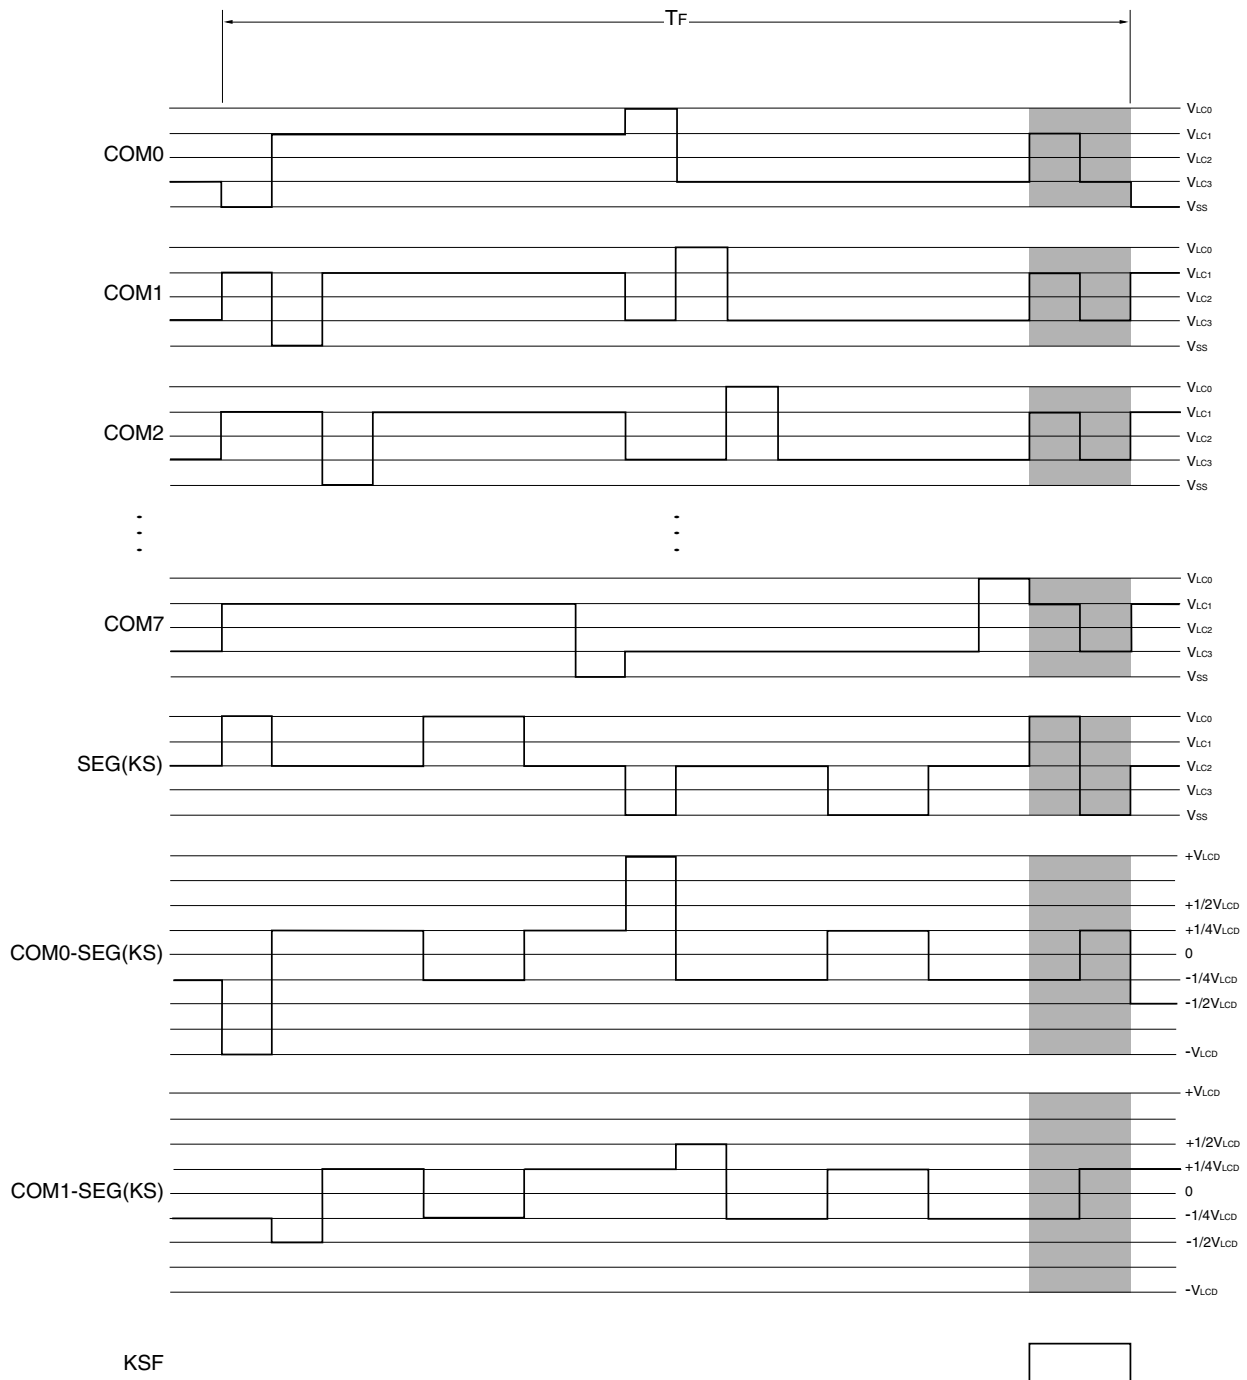 TF
VLC0
VLC1
COM0
VLC2
VLC3
VSS
VLC0
VLC1
COM1
VLC2
VLC3
VSS
VLC0
VLC1
COM2
VLC2
VLC3
VSS
VLC0
VLC1
COM7
VLC2
VLC3
VSS
VLC0
VLC1
SEG(KS)
VLC2
VLC3
VSS
+VLCD
+1/2VLCD
+1/4VLCD
COM0-SEG(KS)
0
-1/4VLCD
-1/2VLCD
-VLCD
+VLCD
+1/2VLCD
+1/4VLCD
COM1-SEG(KS)
0
-1/4VLCD
-1/2VLCD
-VLCD
KSF